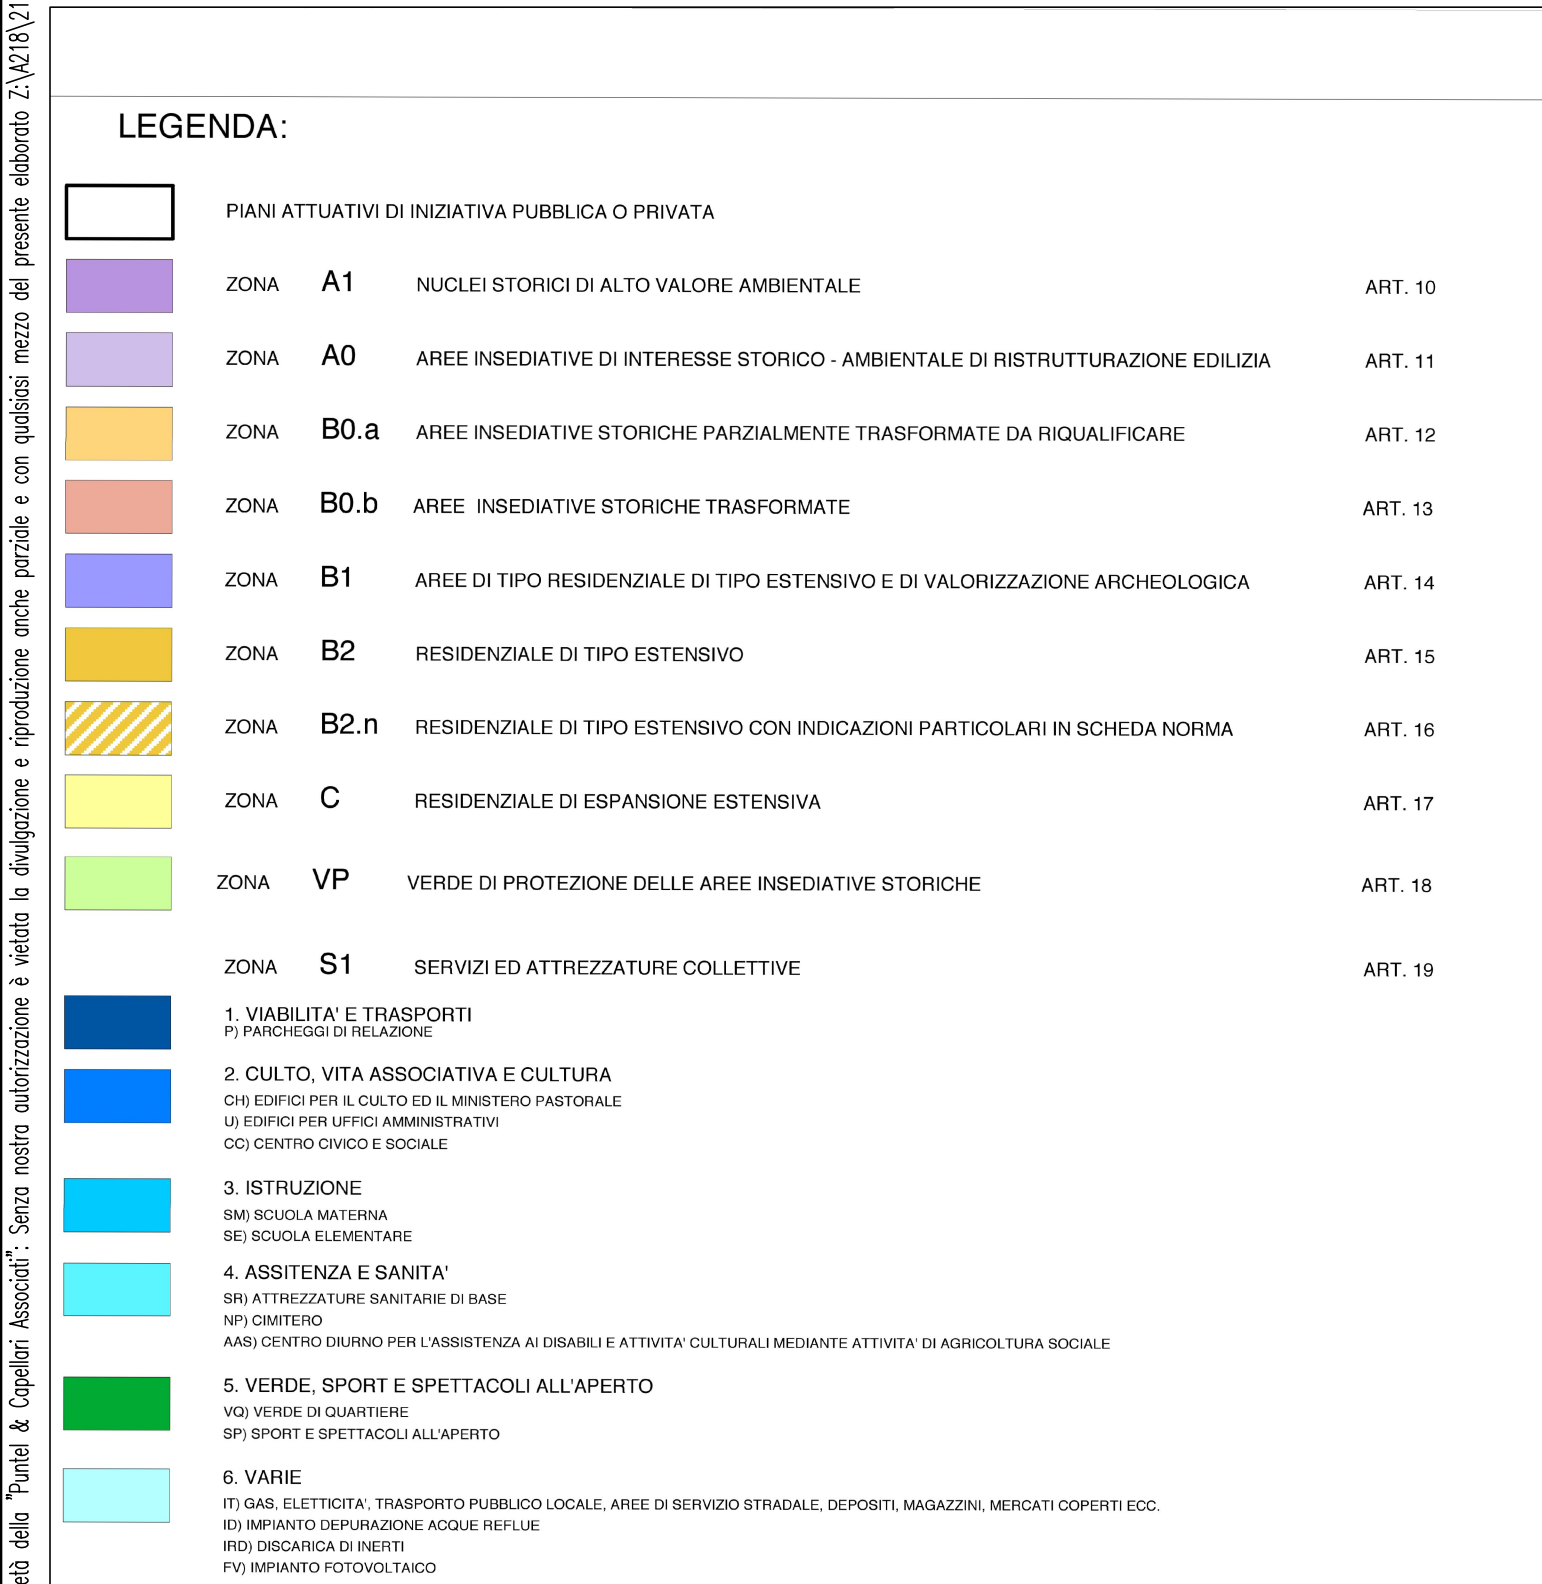 età della "Puntel & Capellari Associati": Senza nostra autorizzazione è vietata la divulgazione e riproduzione anche parziale e con qualsiasi mezzo del presente elaborato Z:\A218\21
LEGENDA:
PIANI ATTUATIVI DI INIZIATIVA PUBBLICA O PRIVATA
ZONA A1 NUCLEI STORICI DI ALTO VALORE AMBIENTALE ART. 10
ZONA A0 AREE INSEDIATIVE DI INTERESSE STORICO - AMBIENTALE DI RISTRUTTURAZIONE EDILIZIA ART. 11
ZONA B0.a AREE INSEDIATIVE STORICHE PARZIALMENTE TRASFORMATE DA RIQUALIFICARE ART. 12
ZONA B0.b AREE INSEDIATIVE STORICHE TRASFORMATE ART. 13
ZONA B1 AREE DI TIPO RESIDENZIALE DI TIPO ESTENSIVO E DI VALORIZZAZIONE ARCHEOLOGICA ART. 14
ZONA B2 RESIDENZIALE DI TIPO ESTENSIVO ART. 15
ZONA B2.n RESIDENZIALE DI TIPO ESTENSIVO CON INDICAZIONI PARTICOLARI IN SCHEDA NORMA ART. 16
ZONA C RESIDENZIALE DI ESPANSIONE ESTENSIVA ART. 17
ZONA VP VERDE DI PROTEZIONE DELLE AREE INSEDIATIVE STORICHE ART. 18
ZONA S1 SERVIZI ED ATTREZZATURE COLLETTIVE ART. 19
1. VIABILITA' E TRASPORTI
P) PARCHEGGI DI RELAZIONE
2. CULTO, VITA ASSOCIATIVA E CULTURA
CH) EDIFICI PER IL CULTO ED IL MINISTERO PASTORALE
U) EDIFICI PER UFFICI AMMINISTRATIVI
CC) CENTRO CIVICO E SOCIALE
3. ISTRUZIONE
SM) SCUOLA MATERNA
SE) SCUOLA ELEMENTARE
4. ASSITENZA E SANITA'
SR) ATTREZZATURE SANITARIE DI BASE
NP) CIMITERO
AAS) CENTRO DIURNO PER L'ASSISTENZA AI DISABILI E ATTIVITA' CULTURALI MEDIANTE ATTIVITA' DI AGRICOLTURA SOCIALE
5. VERDE, SPORT E SPETTACOLI ALL'APERTO
VQ) VERDE DI QUARTIERE
SP) SPORT E SPETTACOLI ALL'APERTO
6. VARIE
IT) GAS, ELETTICITA', TRASPORTO PUBBLICO LOCALE, AREE DI SERVIZIO STRADALE, DEPOSITI, MAGAZZINI, MERCATI COPERTI ECC.
ID) IMPIANTO DEPURAZIONE ACQUE REFLUE
IRD) DISCARICA DI INERTI
FV) IMPIANTO FOTOVOLTAICO